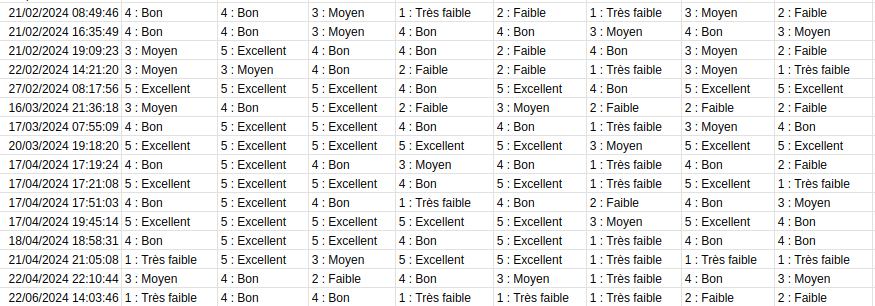 21/02/2024 08:49:46 4 : Bon 4 : Bon 3 : Moyen 1 : Très faible 2 : Faible 1 : Très faible 3 : Moyen 2 : Faible
21/02/2024 16:35:49 4 : Bon 4 : Bon 3 : Moyen 4 : Bon 4 : Bon 3 : Moyen 4 : Bon 3 : Moyen
21/02/2024 19:09:23 3 : Moyen 5 : Excellent 4 : Bon 4 : Bon 2 : Faible 4 : Bon 3 : Moyen 2 : Faible
22/02/2024 14:21:20 3 : Moyen 3 : Moyen 4 : Bon 2 : Faible 2 : Faible 1 : Très faible 3 : Moyen 1 : Très faible
27/02/2024 08:17:56 5 : Excellent 5 : Excellent 5 : Excellent 4 : Bon 5 : Excellent 4 : Bon 5 : Excellent 5 : Excellent
16/03/2024 21:36:18 3 : Moyen 4 : Bon 5 : Excellent 2 : Faible 3 : Moyen 2 : Faible 2 : Faible 2 : Faible
17/03/2024 07:55:09 4 : Bon 5 : Excellent 5 : Excellent 4 : Bon 4 : Bon 1 : Très faible 3 : Moyen 4 : Bon
20/03/2024 19:18:20 5 : Excellent 5 : Excellent 5 : Excellent 5 : Excellent 5 : Excellent 3 : Moyen 5 : Excellent 5 : Excellent
17/04/2024 17:19:24 4 : Bon 5 : Excellent 4 : Bon 3 : Moyen 4 : Bon 1 : Très faible 4 : Bon 2 : Faible
17/04/2024 17:21:08 5 : Excellent 5 : Excellent 5 : Excellent 4 : Bon 5 : Excellent 1 : Très faible 5 : Excellent 1 : Très faible
17/04/2024 17:51:03 4 : Bon 5 : Excellent 4 : Bon 1 : Très faible 4 : Bon 2 : Faible 4 : Bon 3 : Moyen
17/04/2024 19:45:14 5 : Excellent 5 : Excellent 5 : Excellent 5 : Excellent 5 : Excellent 3 : Moyen 5 : Excellent 4 : Bon
18/04/2024 18:58:31 4 : Bon 5 : Excellent 5 : Excellent 4 : Bon 5 : Excellent 1 : Très faible 4 : Bon 4 : Bon
21/04/2024 21:05:08 1 : Très faible 5 : Excellent 3 : Moyen 5 : Excellent 5 : Excellent 1 : Très faible 1 : Très faible 1 : Très faible
22/04/2024 22:10:44 3 : Moyen 4 : Bon 2 : Faible 4 : Bon 3 : Moyen 1 : Très faible 4 : Bon 3 : Moyen
22/06/2024 14:03:46 1 : Très faible 4 : Bon 4 : Bon 1 : Très faible 1 : Très faible 1 : Très faible 2 : Faible 2 : Faible